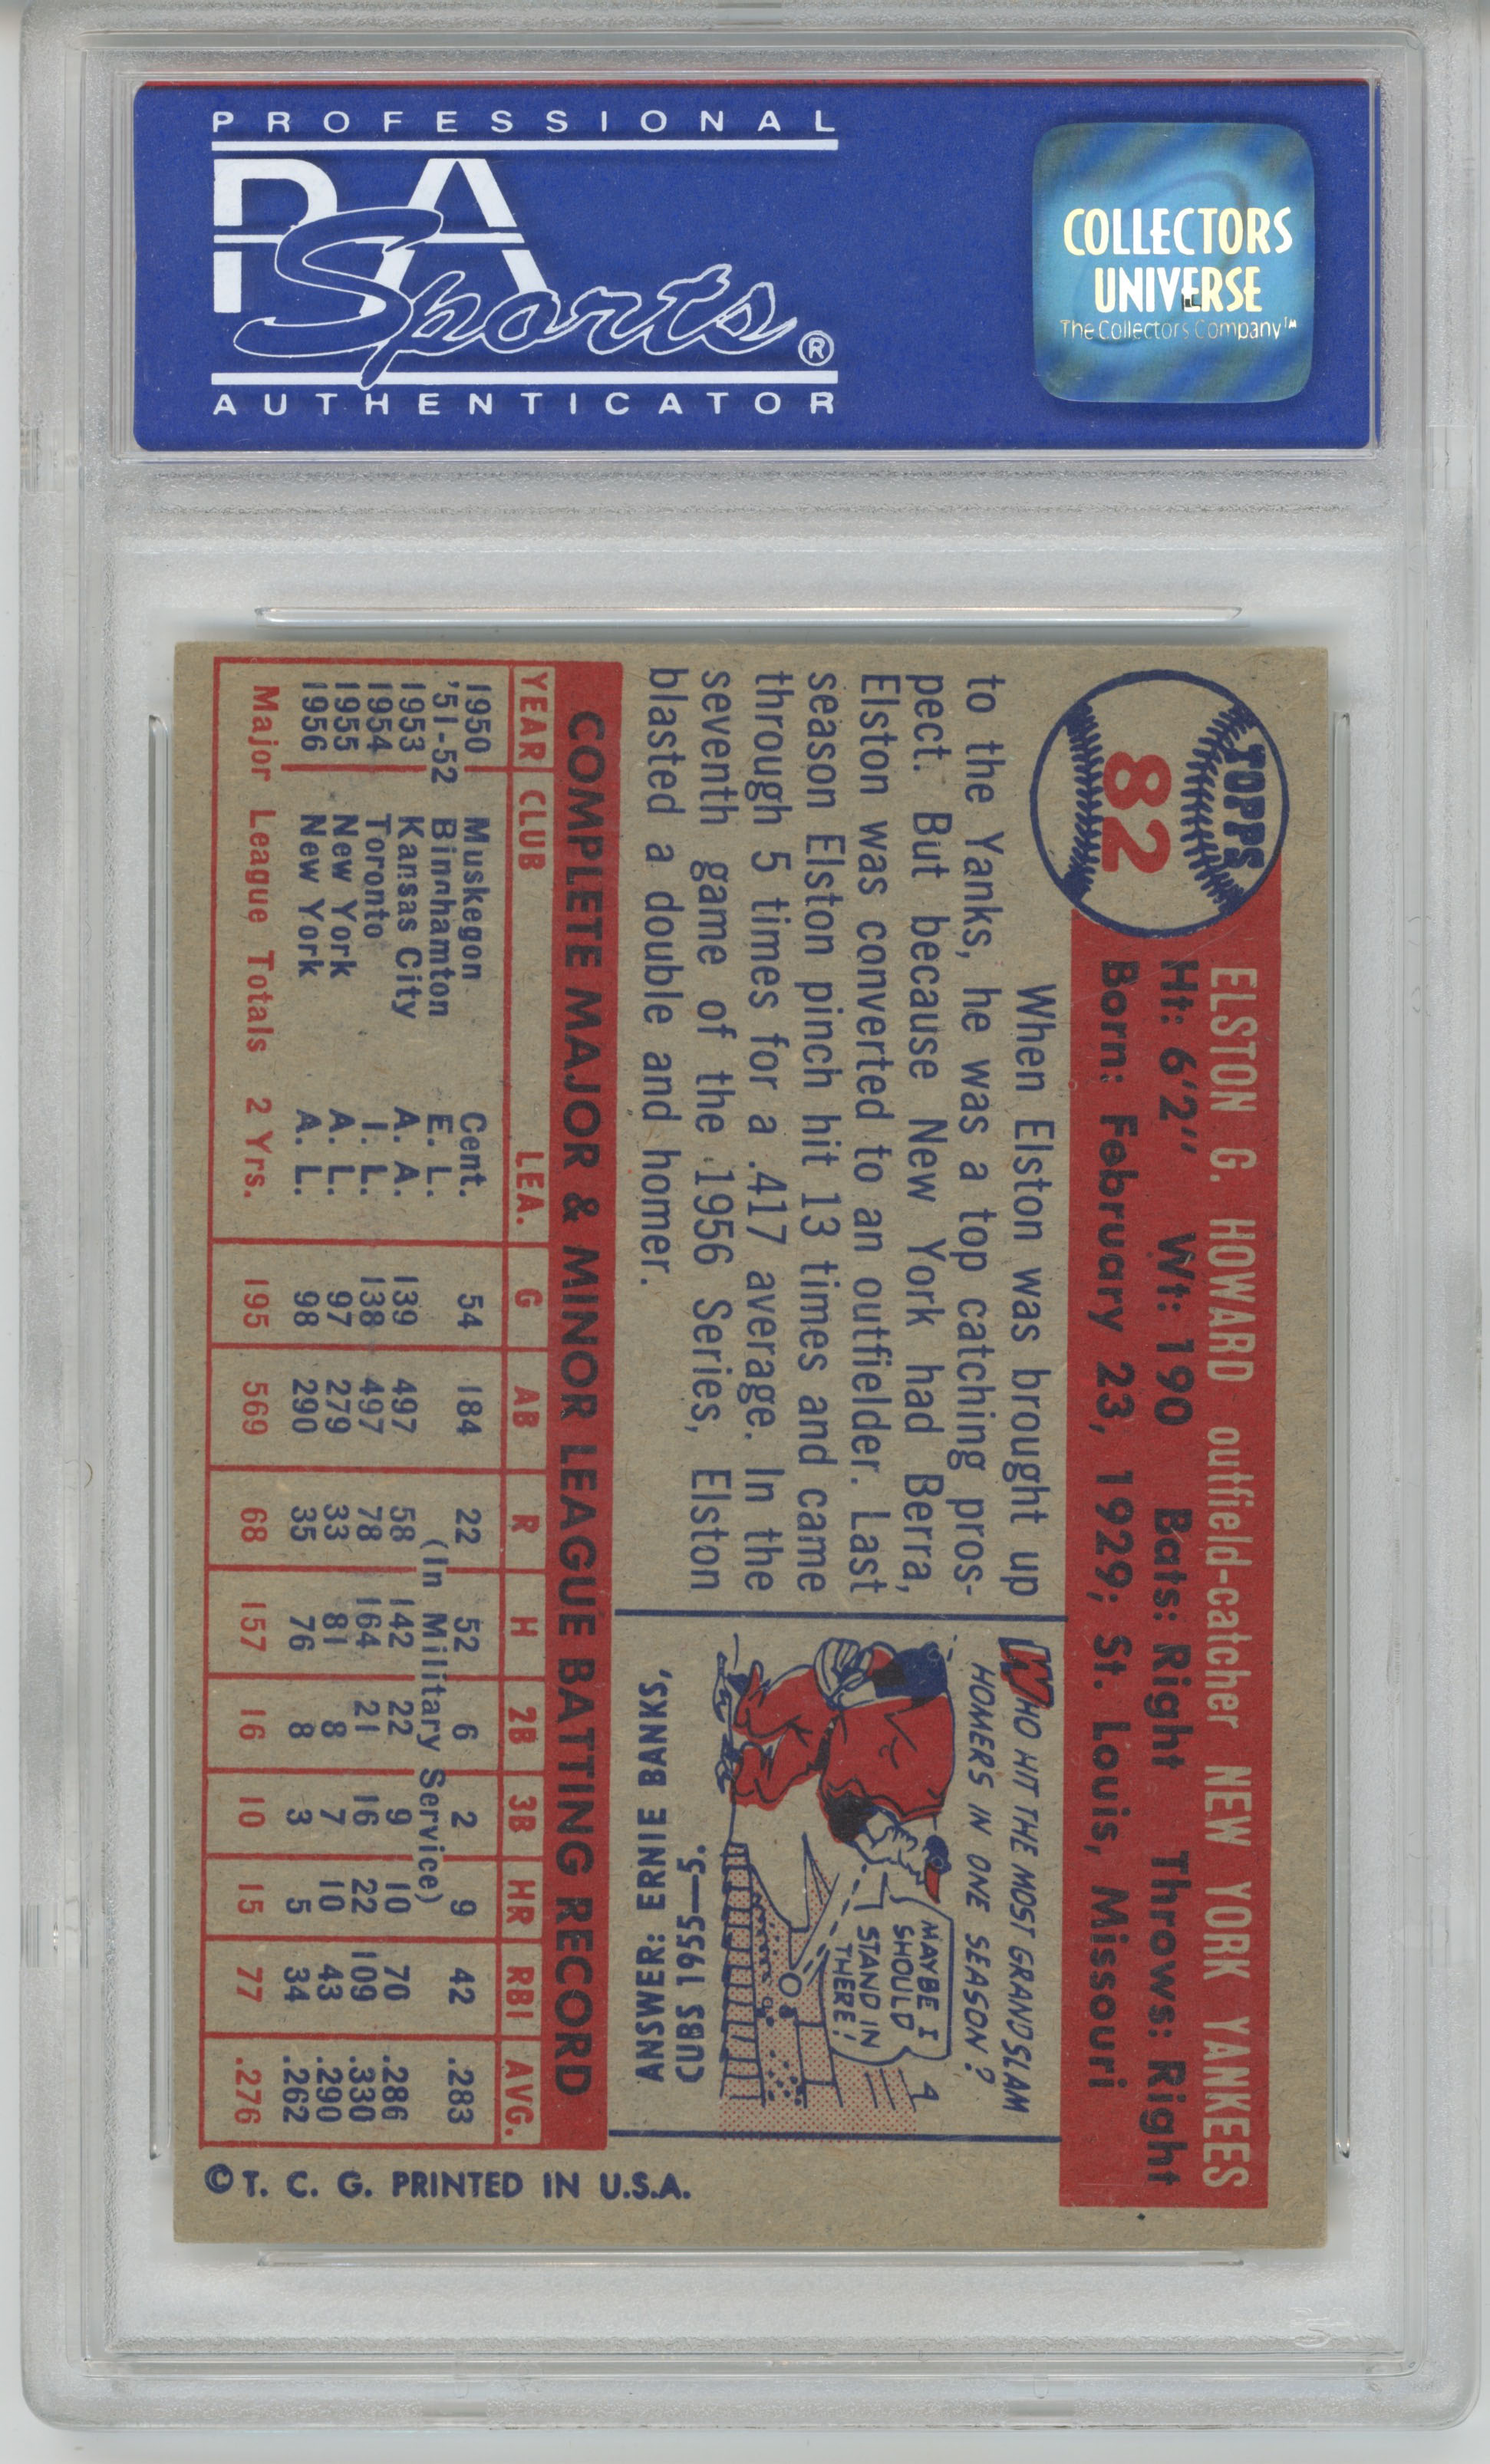 PROFESSIONAL
PSA
Sports®
AUTHENTICATOR
COLLECTORS
UNIVERSE
The Collectors Company™
TOPPS
82
ELSTON G. HOWARD outfield-catcher NEW YORK YANKEES
Ht: 6'2" Wt: 190 Bats: Right Throws: Right
Born: February 23, 1929; St. Louis, Missouri
When Elston was brought up
to the Yanks, he was a top catching pros-
pect. But because New York had Berra,
Elston was converted to an outfielder. Last
season Elston pinch hit 13 times and came
through 5 times for a .417 average. In the
seventh game of the 1956 Series, Elston
blasted a double and homer.
WHO HIT THE MOST GRAND SLAM
HOMERS IN ONE SEASON?
MAYBE I
SHOULD
STAND IN
THERE!
4
ANSWER: ERNIE BANKS,
CUBS 1955—5.
COMPLETE MAJOR & MINOR LEAGUE BATTING RECORD
YEAR CLUB LEA. G AB R H 2B 3B HR RBI AVG.
1950 Muskegon Cent. 54 184 22 52 6 2 9 42 .283
'51-52 Binghamton E. L. (In Military Service)
1953 Kansas City A. A. 139 497 58 142 22 9 10 70 .286
1954 Toronto I. L. 138 497 78 164 21 16 22 109 .330
1955 New York A. L. 97 279 33 81 8 7 10 43 .290
1956 New York A. L. 98 290 35 76 8 3 5 34 .262
Major League Totals 2 Yrs. 195 569 68 157 16 10 15 77 .276
©T. C. G. PRINTED IN U.S.A.